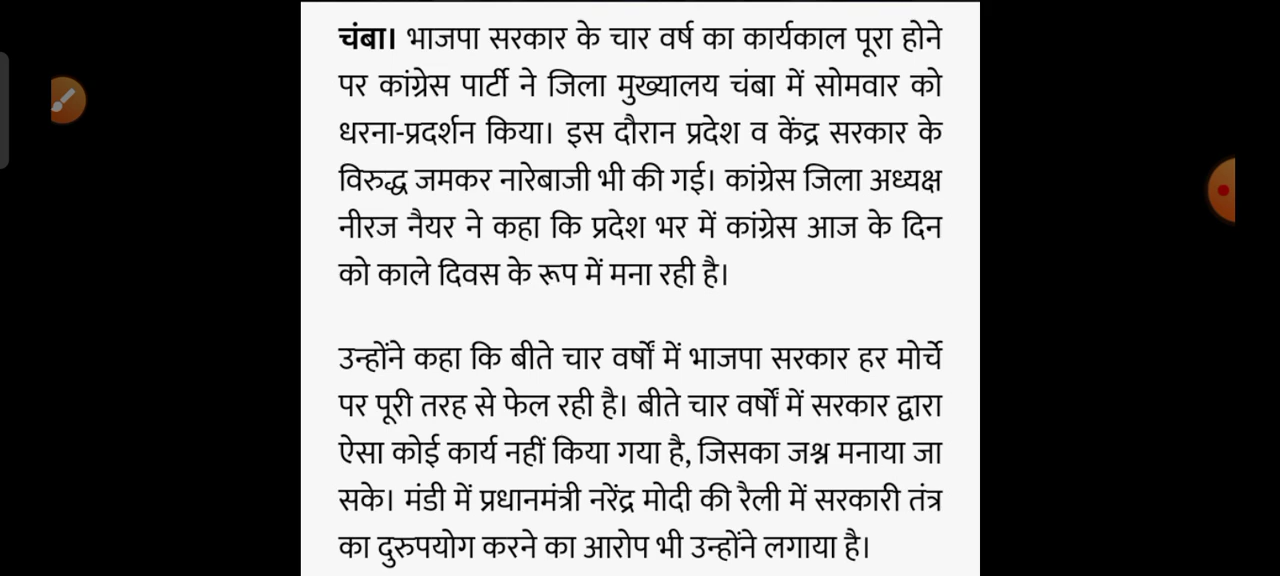 चंबा। भाजपा सरकार के चार वर्ष का कार्यकाल पूरा होने
पर कांग्रेस पार्टी ने जिला मुख्यालय चंबा में सोमवार को
धरना-प्रदर्शन किया। इस दौरान प्रदेश व केंद्र सरकार के
विरुद्ध जमकर नारेबाजी भी की गई। कांग्रेस जिला अध्यक्ष
नीरज नैयर ने कहा कि प्रदेश भर में कांग्रेस आज के दिन
को काले दिवस के रूप में मना रही है।
उन्होंने कहा कि बीते चार वर्षों में भाजपा सरकार हर मोर्चे
पर पूरी तरह से फेल रही है। बीते चार वर्षों में सरकार द्वारा
ऐसा कोई कार्य नहीं किया गया है, जिसका जश्न मनाया जा
सके। मंडी में प्रधानमंत्री नरेंद्र मोदी की रैली में सरकारी तंत्र
का दुरुपयोग करने का आरोप भी उन्होंने लगाया है।